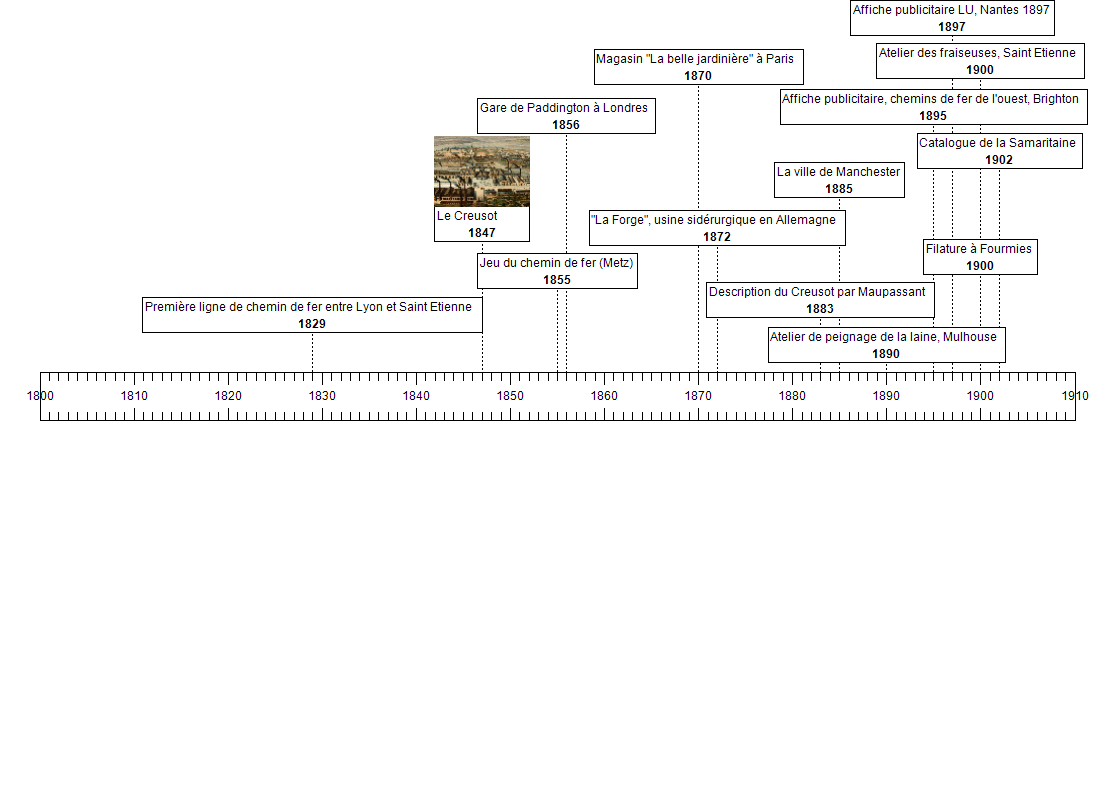 Affiche publicitaire LU, Nantes 1897
1897
Atelier des fraiseuses, Saint Etienne
1900
Magasin "La belle jardinière" à Paris
1870
Affiche publicitaire, chemins de fer de l'ouest, Brighton
1895
Gare de Paddington à Londres
1856
Catalogue de la Samaritaine
1902
La ville de Manchester
1885
Le Creusot
1847
"La Forge", usine sidérurgique en Allemagne
1872
Filature à Fourmies
1900
Jeu du chemin de fer (Metz)
1855
Description du Creusot par Maupassant
1883
Première ligne de chemin de fer entre Lyon et Saint Etienne
1829
Atelier de peignage de la laine, Mulhouse
1890
1800 1810 1820 1830 1840 1850 1860 1870 1880 1890 1900 1910